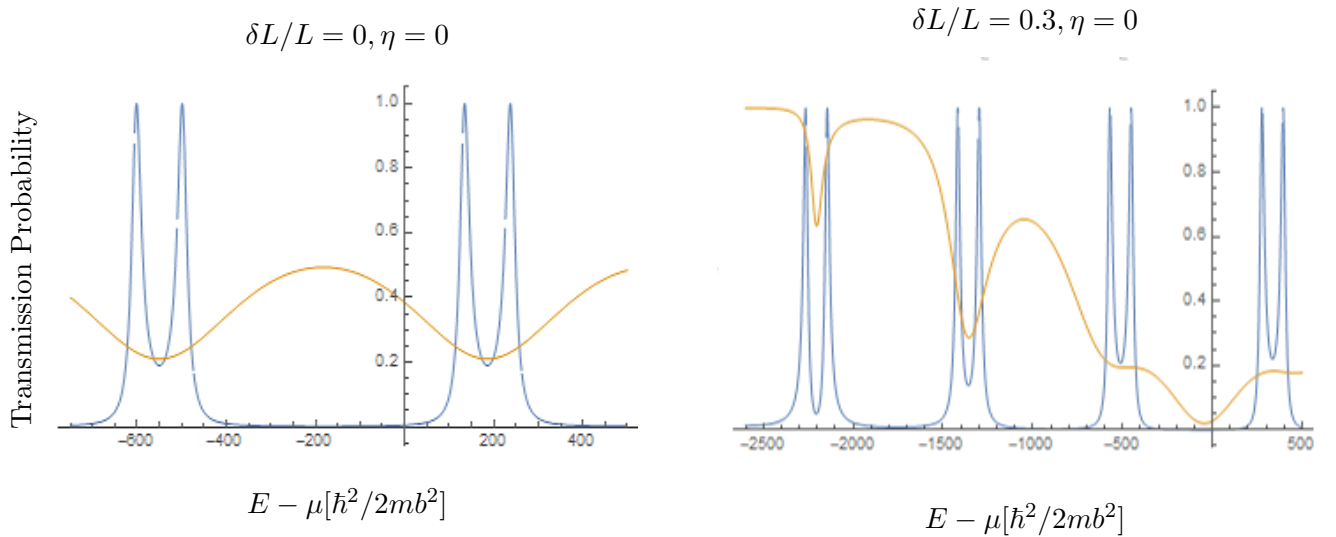 δL/L = 0, η = 0
Transmission Probability
1.0
0.8
0.6
0.4
0.2
-600 -400 -200 0 200 400
E − μ[ℏ²/2mb²]
δL/L = 0.3, η = 0
1.0
0.8
0.6
0.4
0.2
-2500 -2000 -1500 -1000 -500 0 500
E − μ[ℏ²/2mb²]